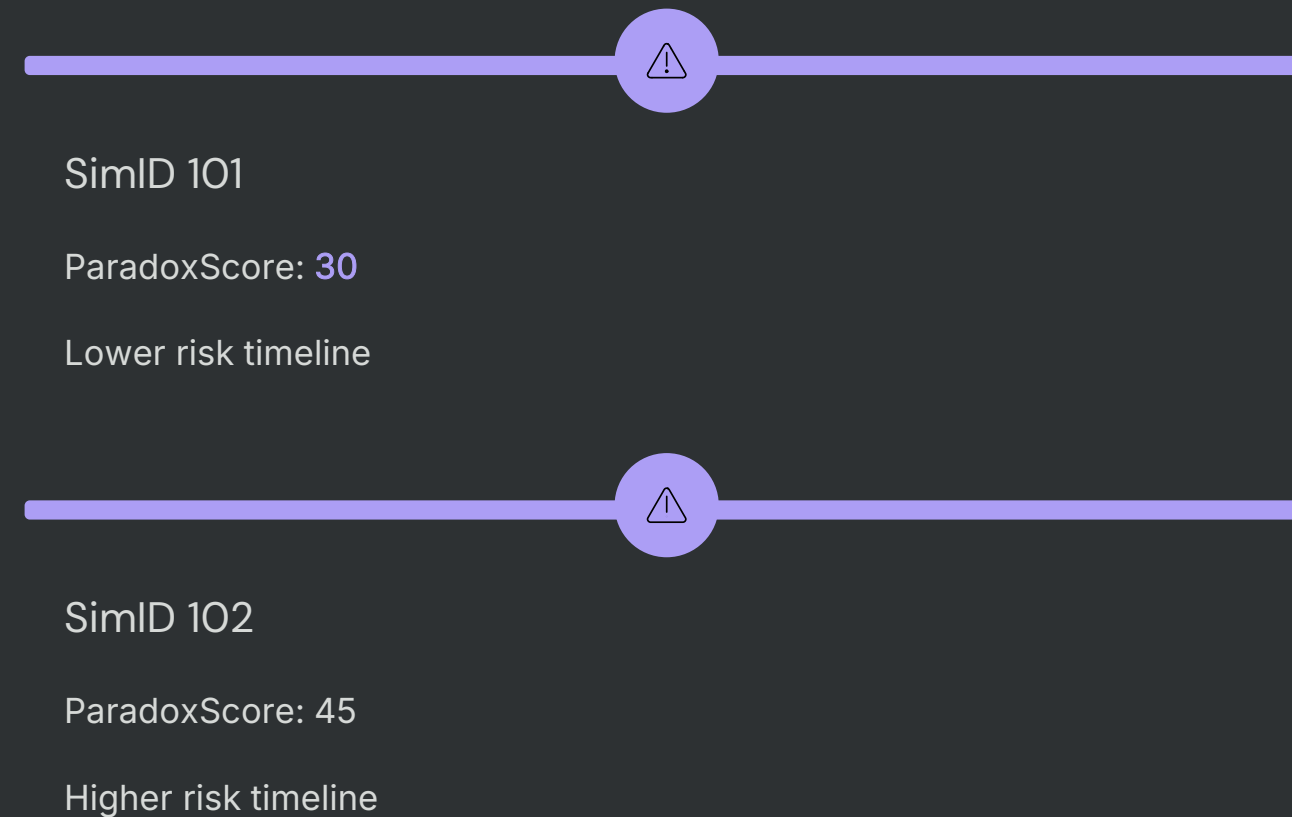 SimID 101
ParadoxScore: 30
Lower risk timeline
SimID 102
ParadoxScore: 45
Higher risk timeline